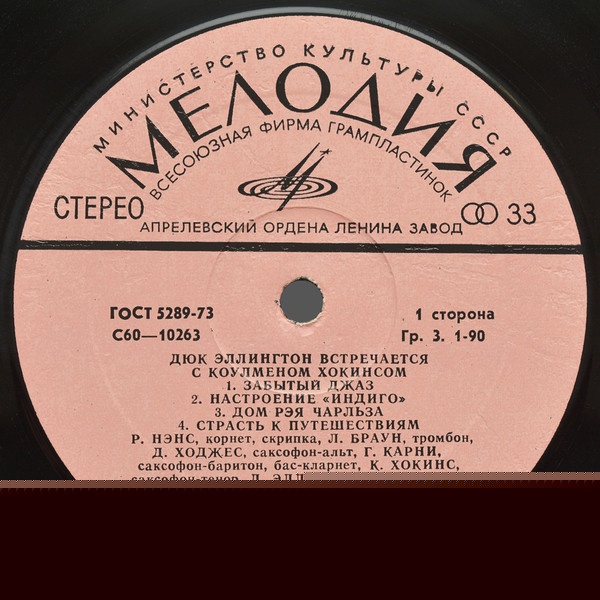 МИНИСТЕРСТВО КУЛЬТУРЫ СССР
МЕЛОДИЯ
ВСЕСОЮЗНАЯ ФИРМА ГРАМПЛАСТИНОК
СТЕРЕО
33
АПРЕЛЕВСКИЙ ОРДЕНА ЛЕНИНА ЗАВОД
ГОСТ 5289-73
1 сторона
С60—10263
Гр. 3. 1-90
ДЮК ЭЛЛИНГТОН ВСТРЕЧАЕТСЯ
С КОУЛМЕНОМ ХОКИНСОМ
1. ЗАБЫТЫЙ ДЖАЗ
2. НАСТРОЕНИЕ «ИНДИГО»
3. ДОМ РЭЯ ЧАРЛЬЗА
4. СТРАСТЬ К ПУТЕШЕСТВИЯМ
Р. НЭНС, корнет, скрипка, Л. БРАУН, тромбон,
Д. ХОДЖЕС, саксофон-альт, Г. КАРНИ,
саксофон-баритон, бас-кларнет, К. ХОКИНС,
саксофон-тенор, Д.